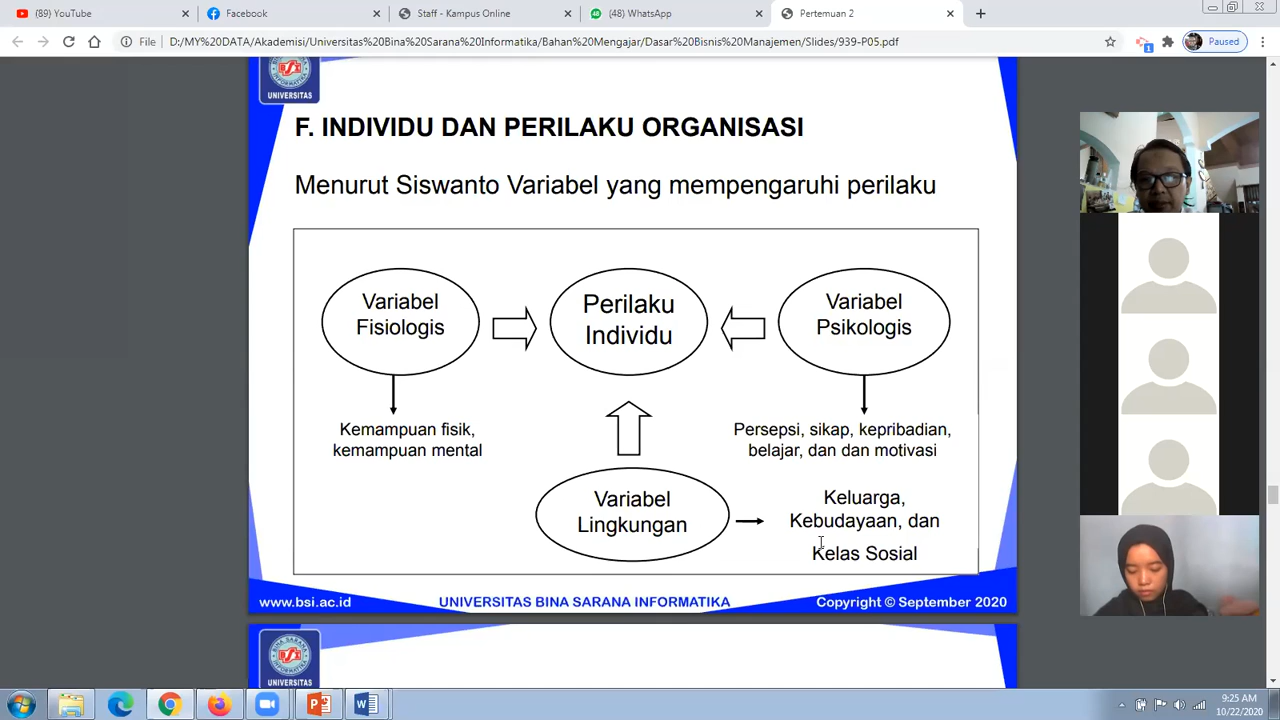 (89) YouTube
Facebook
Staff - Kampus Online
(48) WhatsApp
Pertemuan 2
File
D:/MY%20DATA/Akademisi/Universitas%20Bina%20Sarana%20Informatika/Bahan%20Mengajar/Dasar%20Bisnis%20Manajemen/Slides/939-P05.pdf
1
Paused
BSI
UNIVERSITAS
F. INDIVIDU DAN PERILAKU ORGANISASI
Menurut Siswanto Variabel yang mempengaruhi perilaku
Variabel
Fisiologis
Perilaku
Individu
Variabel
Psikologis
Kemampuan fisik,
kemampuan mental
Persepsi, sikap, kepribadian,
belajar, dan dan motivasi
Variabel
Lingkungan
Keluarga,
Kebudayaan, dan
Kelas Sosial
www.bsi.ac.id
UNIVERSITAS BINA SARANA INFORMATIKA
Copyright © September 2020
BSI
UNIVERSITAS
9:25 AM
10/22/2020